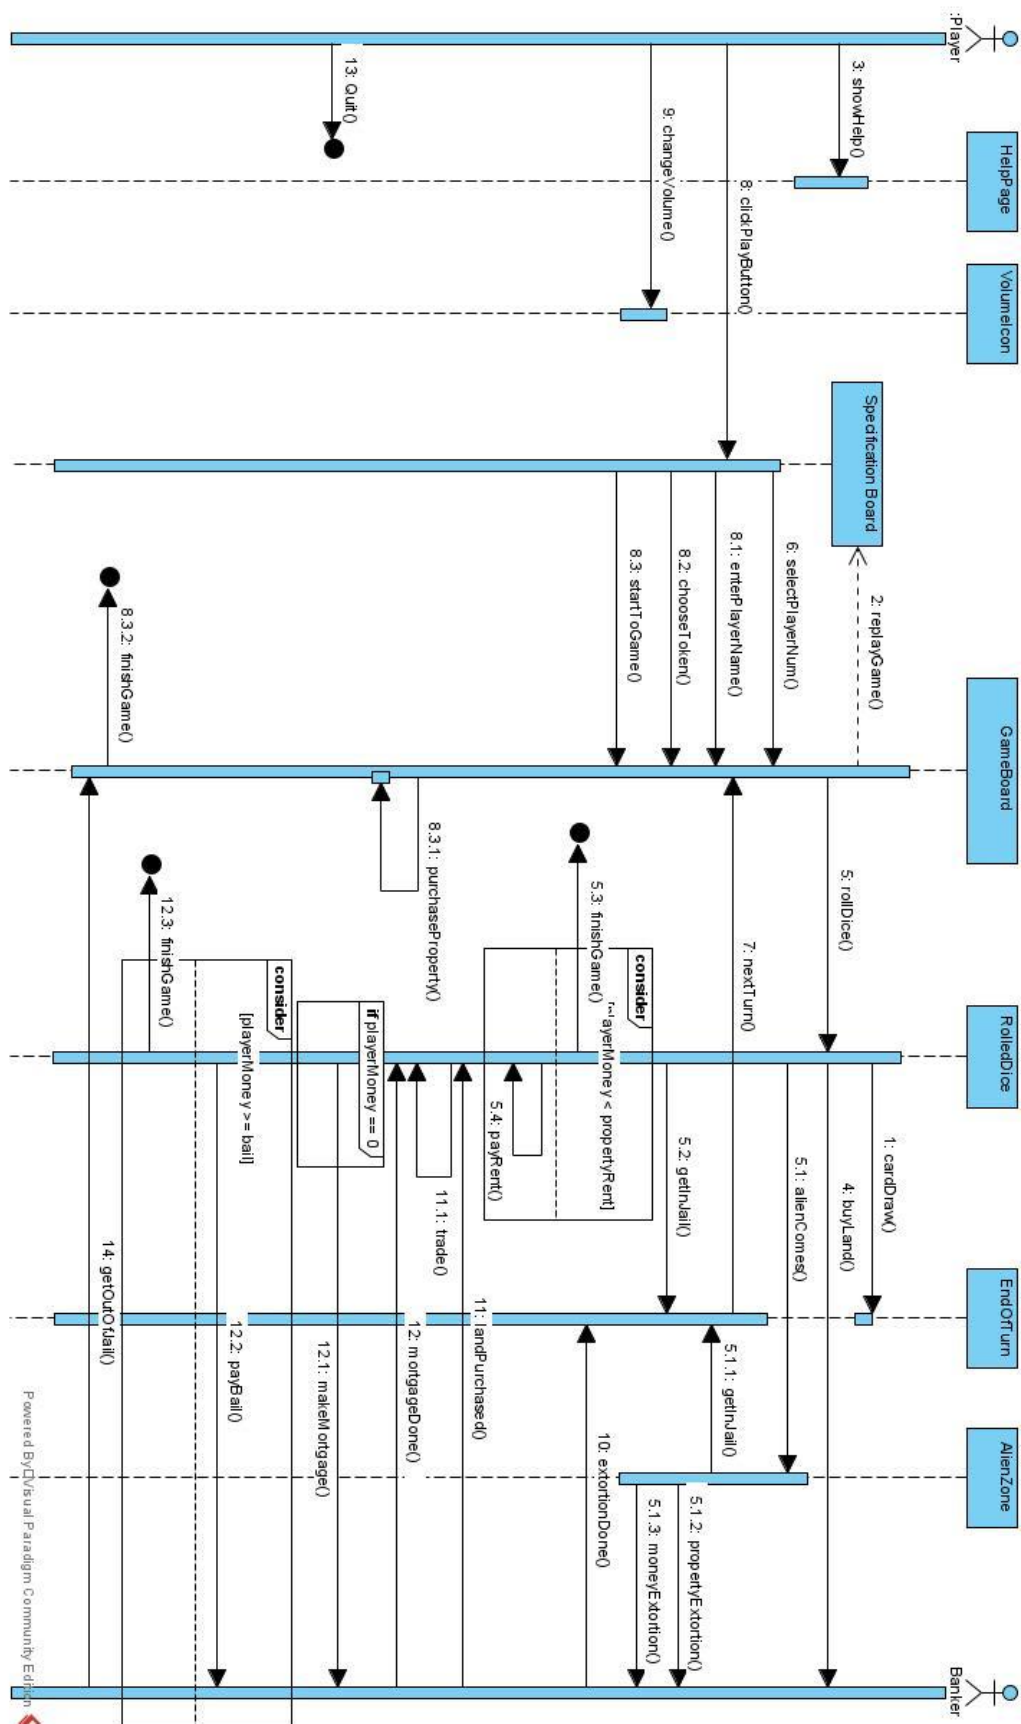 :Player
HelpPage
VolumeIcon
Specification Board
GameBoard
RolledDice
EndOfTurn
AlienZone
Banker
1: cardDraw()
2: replayGame()
3: showHelp()
4: buyLand()
5: rollDice()
5.1: alienComes()
6: selectPlayerNum()
7: nextTurn()
8: clickPlayButton()
8.1: enterPlayerName()
5.1.1: getInJail()
5.1.2: propertyExtortion()
8.2: chooseToken()
5.2: getInJail()
9: changeVolume()
5.1.3: moneyExtortion()
consider
8.3: startToGame()
[playerMoney < propertyRent]
5.3: finishGame()
10: extortionDone()
5.4: payRent()
11: landPurchased()
11.1: trade()
8.3.1: purchaseProperty()
12: mortgageDone()
if playerMoney == 0
13: Quit()
12.1: makeMortgage()
consider
[playerMoney >= bail]
12.2: payBail()
12.3: finishGame()
8.3.2: finishGame()
14: getOutOfJail()
Powered By Visual Paradigm Community Edition